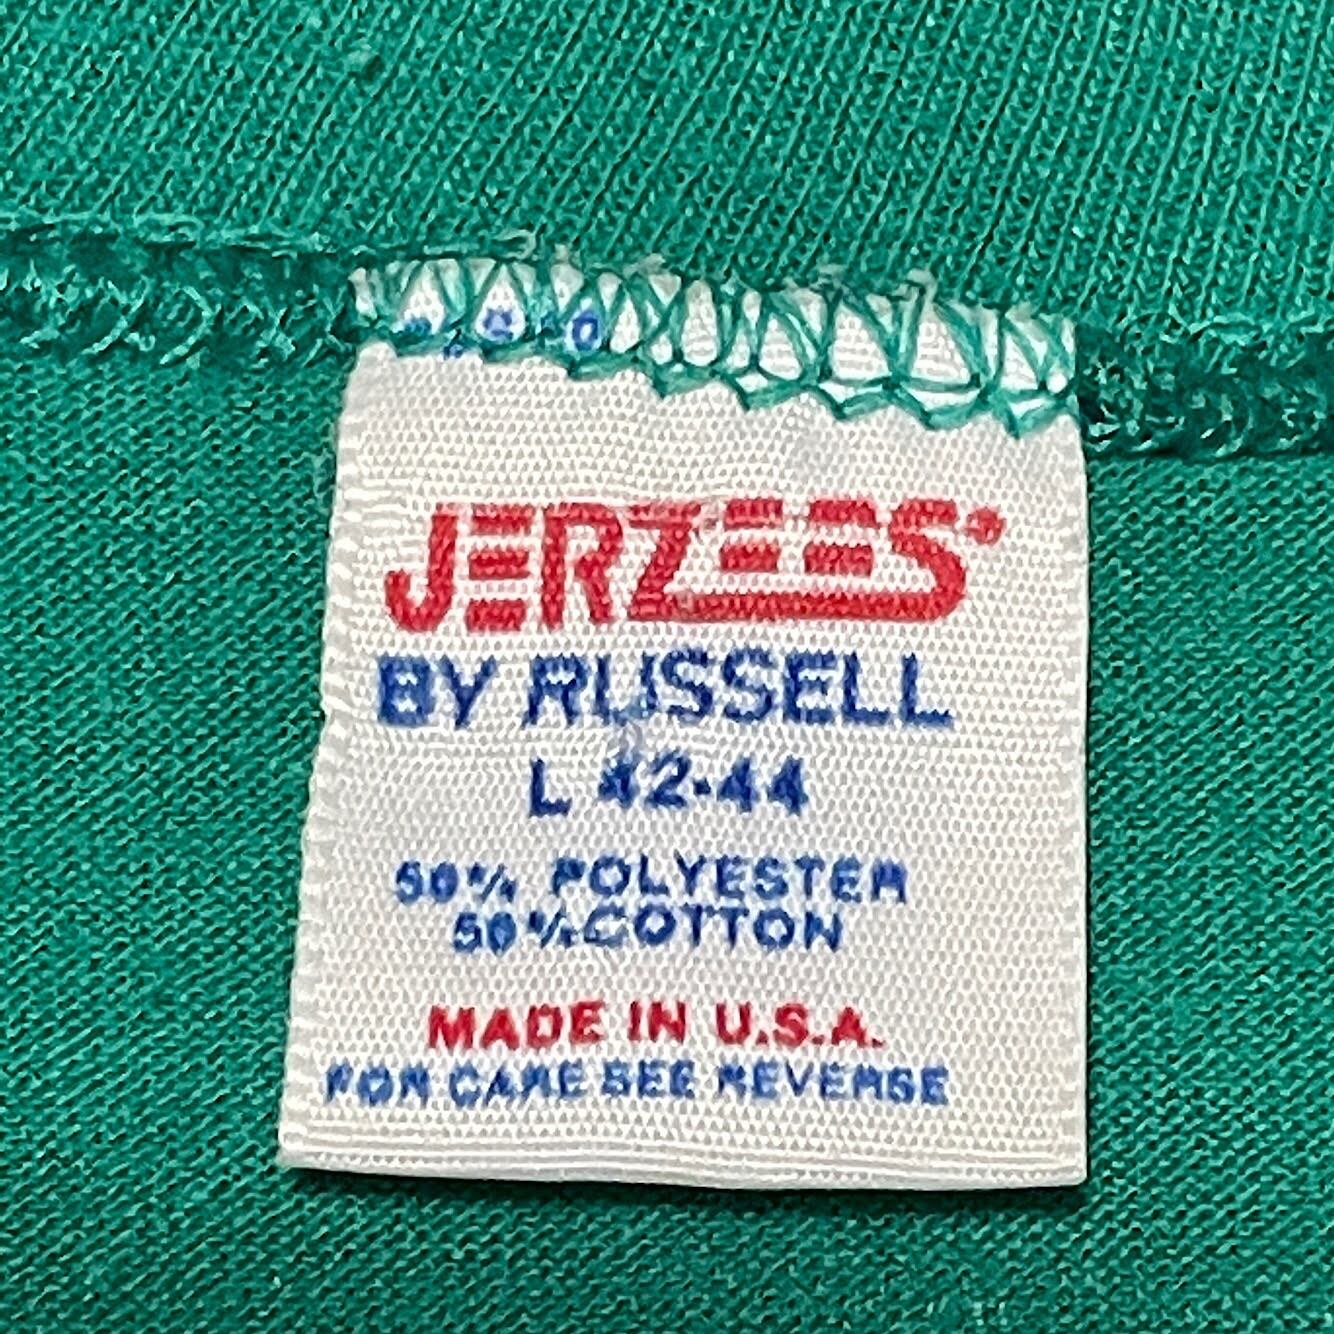 JERZEES
BY RUSSELL
L 42-44
50% POLYESTER
50% COTTON
MADE IN U.S.A.
FOR CARE SEE REVERSE